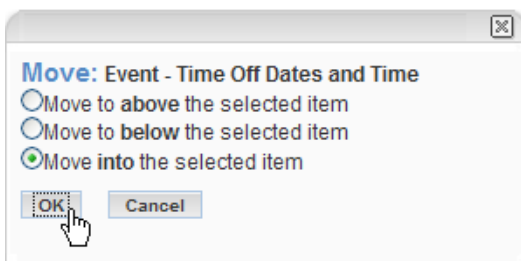 Move: Event - Time Off Dates and Time
Move to above the selected item
Move to below the selected item
Move into the selected item
OK Cancel